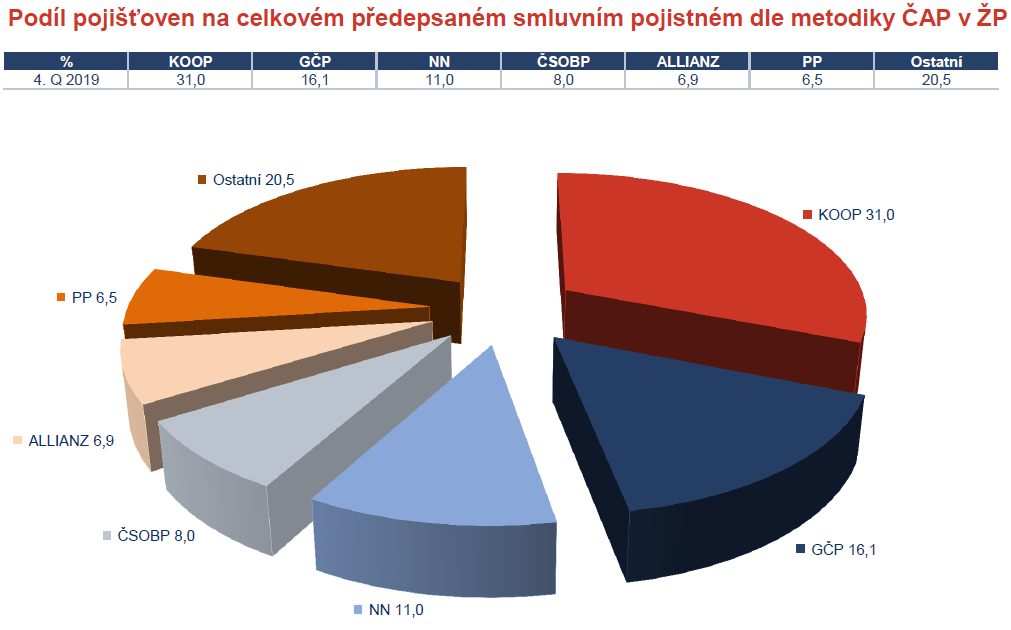 Podíl pojišťoven na celkovém předepsaném smluvním pojistném dle metodiky ČAP v ŽP
% KOOP GČP NN ČSOBP ALLIANZ PP Ostatní
4. Q 2019 31,0 16,1 11,0 8,0 6,9 6,5 20,5
Ostatní 20,5
KOOP 31,0
PP 6,5
ALLIANZ 6,9
ČSOBP 8,0
GČP 16,1
NN 11,0